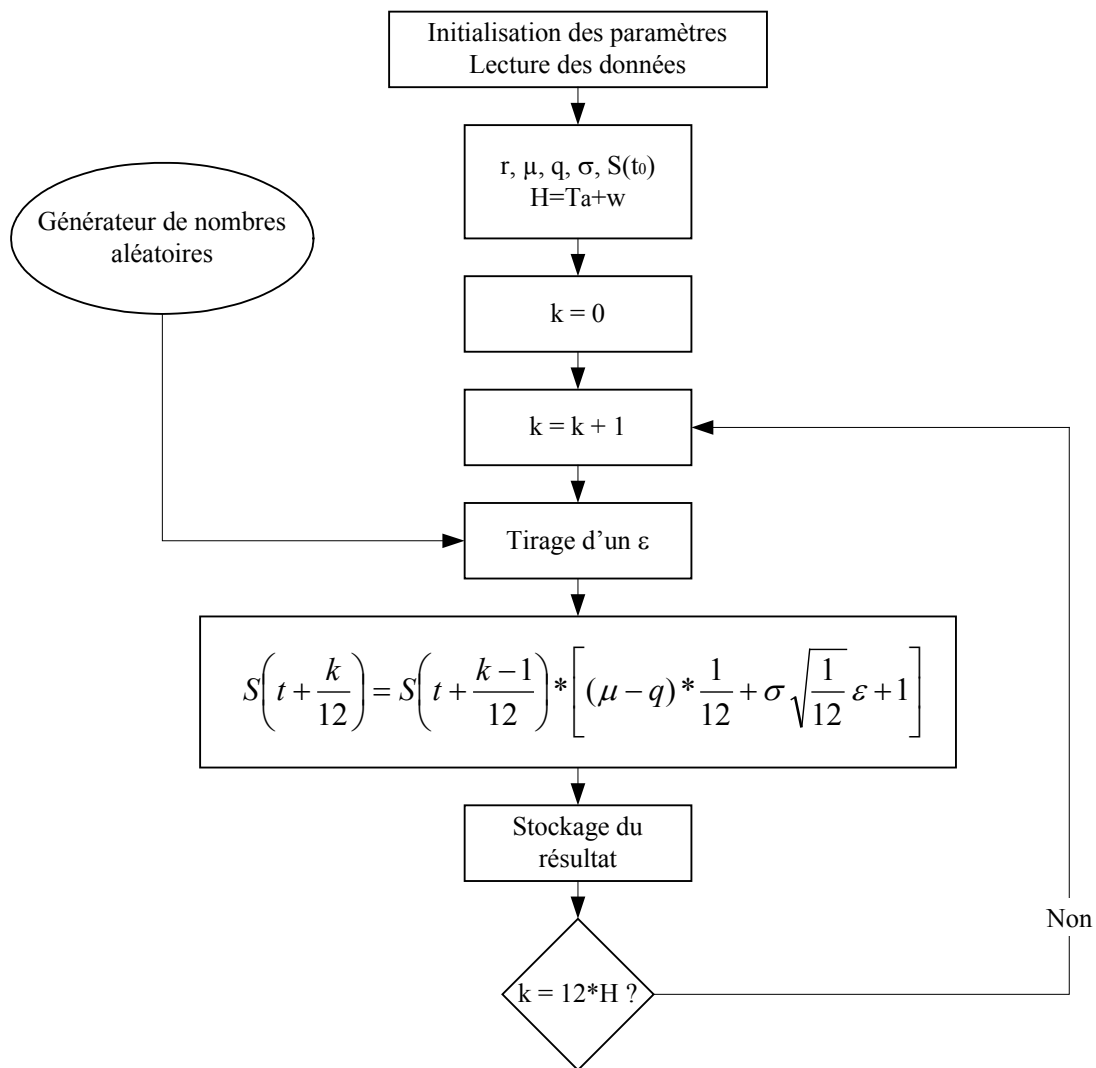 Initialisation des paramètres
Lecture des données
r, µ, q, σ, S(t₀)
H=Ta+w
Générateur de nombres
aléatoires
k = 0
k = k + 1
Tirage d’un ε
S(t + k/12) = S(t + (k − 1)/12) * [(μ − q) * 1/12 + σ √(1/12) ε + 1]
Stockage du
résultat
Non
k = 12*H ?